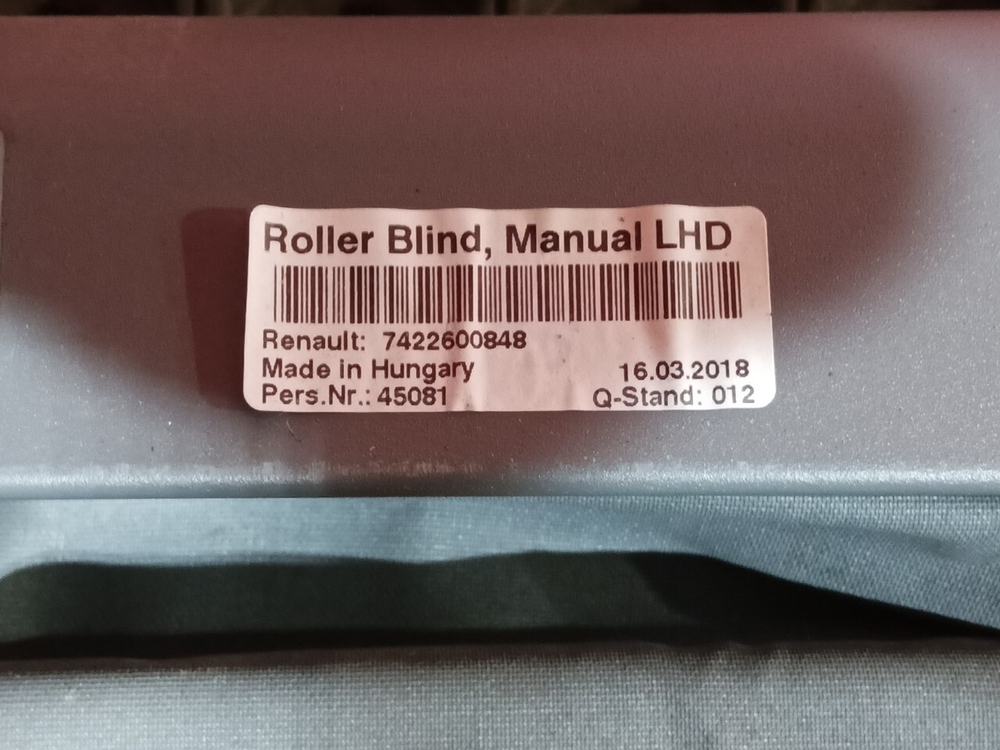 Roller Blind, Manual LHD
Renault: 7422600848
Made in Hungary 16.03.2018
Pers.Nr.: 45081 Q-Stand: 012